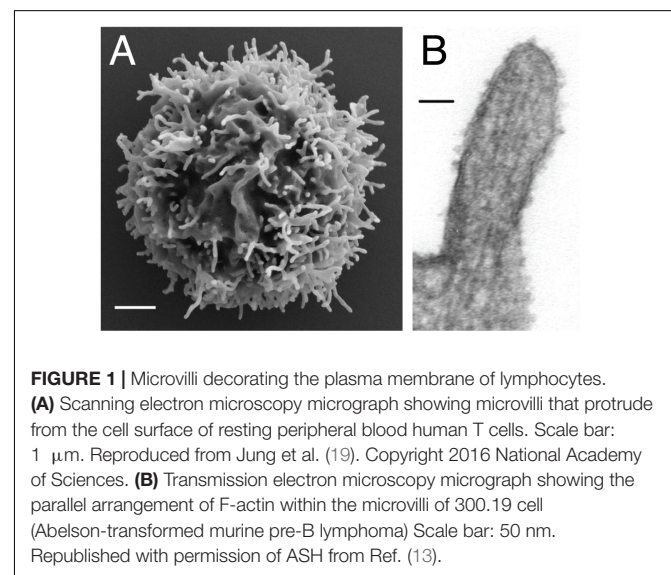 A
B
FIGURE 1 | Microvilli decorating the plasma membrane of lymphocytes.
(A) Scanning electron microscopy micrograph showing microvilli that protrude
from the cell surface of resting peripheral blood human T cells. Scale bar:
1 μm. Reproduced from Jung et al. (19). Copyright 2016 National Academy
of Sciences. (B) Transmission electron microscopy micrograph showing the
parallel arrangement of F-actin within the microvilli of 300.19 cell
(Abelson-transformed murine pre-B lymphoma) Scale bar: 50 nm.
Republished with permission of ASH from Ref. (13).